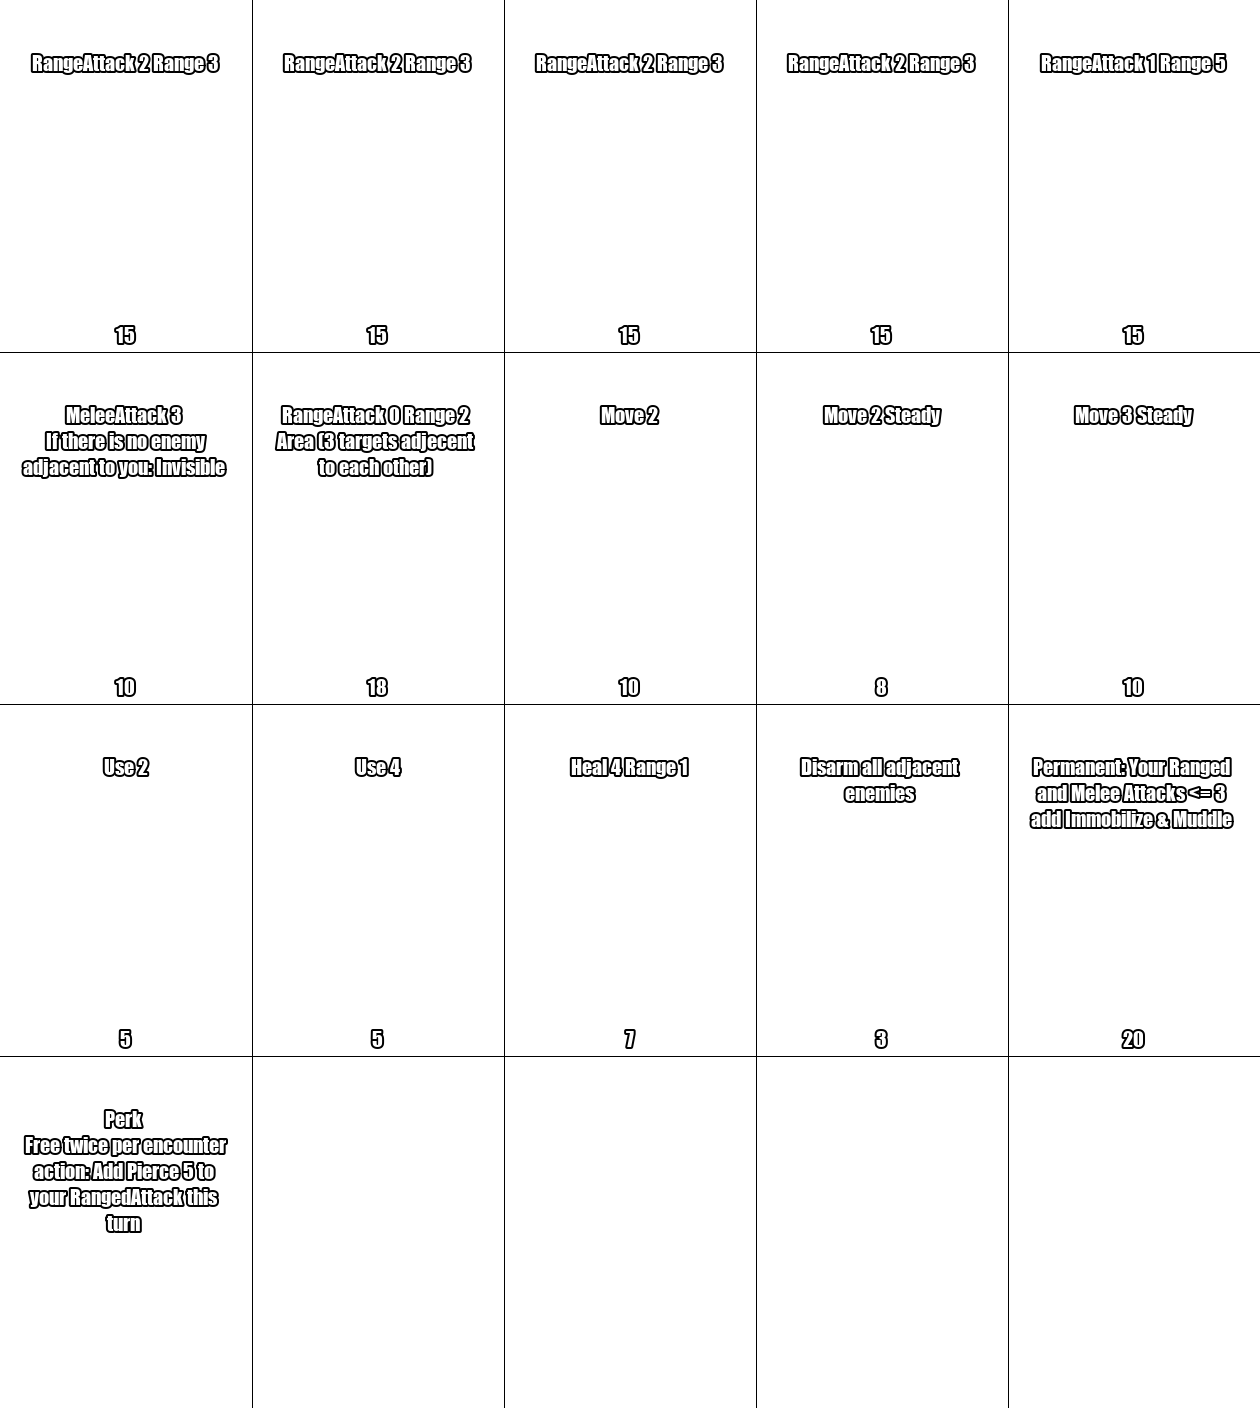 RangeAttack 2 Range 3
15
RangeAttack 2 Range 3
15
RangeAttack 2 Range 3
15
RangeAttack 2 Range 3
15
RangeAttack 1 Range 5
15
MeleeAttack 3
If there is no enemy
adjacent to you: Invisible
10
RangeAttack 0 Range 2
Area (3 targets adjecent
to each other)
18
Move 2
10
Move 2 Steady
8
Move 3 Steady
10
Use 2
5
Use 4
5
Heal 4 Range 1
7
Disarm all adjacent
enemies
3
Permanent: Your Ranged
and Melee Attacks <= 3
add Immobilize & Muddle
20
Perk
Free twice per encounter
action: Add Pierce 5 to
your RangedAttack this
turn